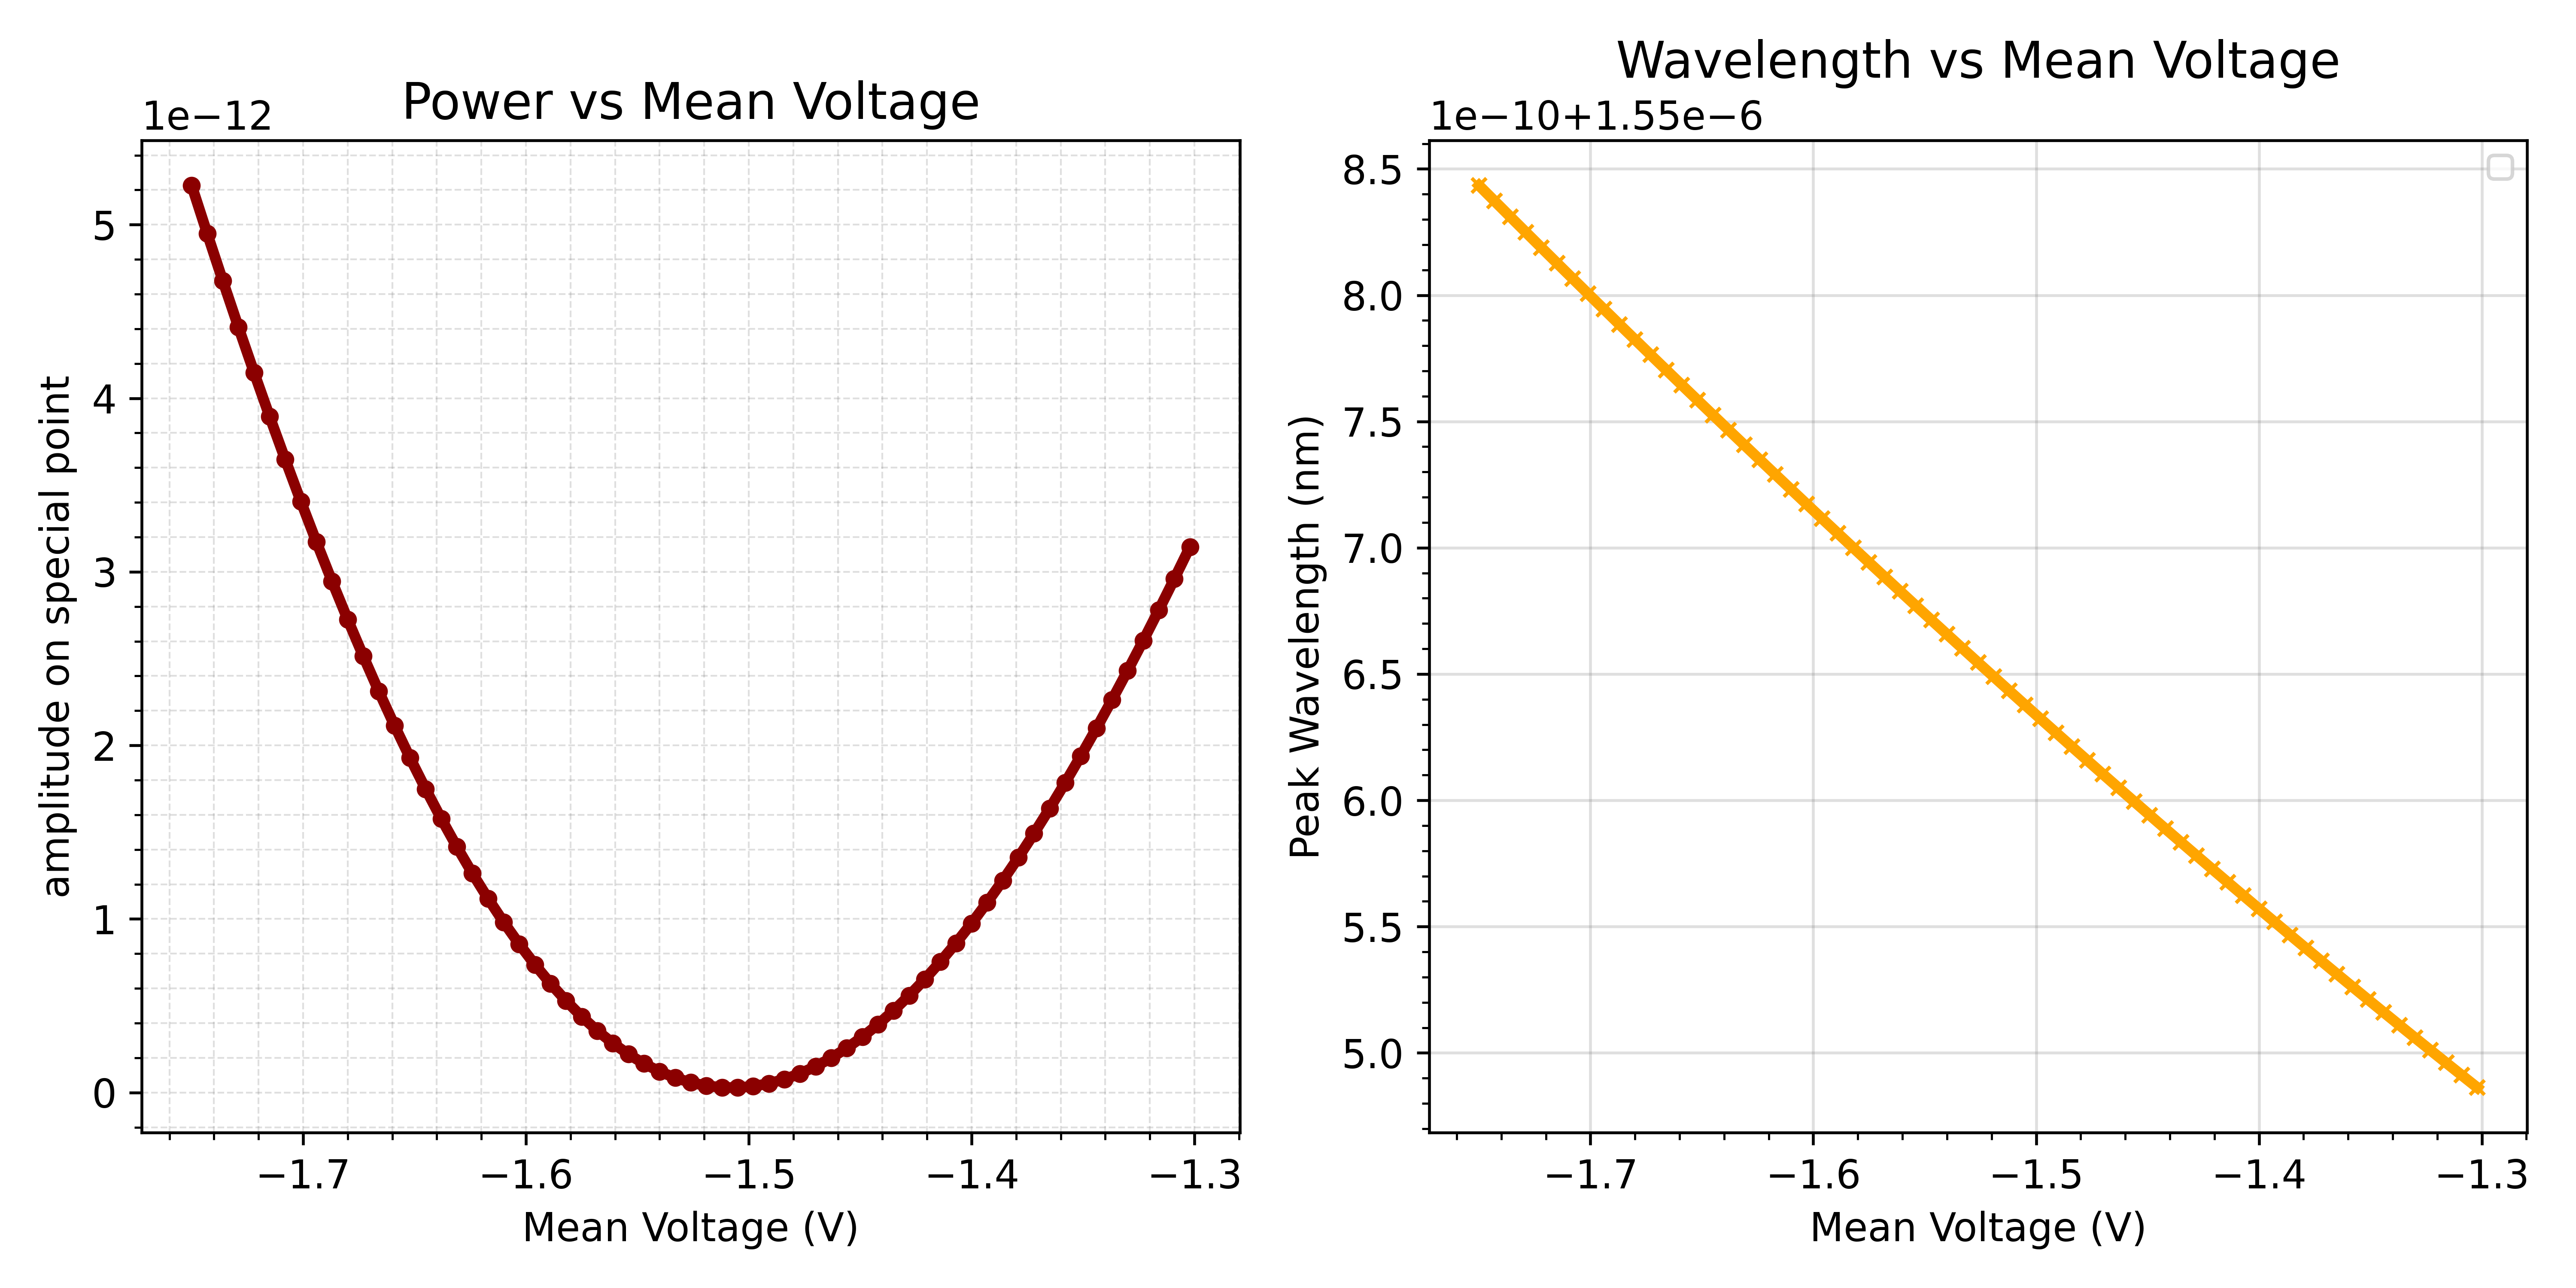 Power vs Mean Voltage
1e−12
5
4
3
2
1
0
amplitude on special point
−1.7 −1.6 −1.5 −1.4 −1.3
Mean Voltage (V)
Wavelength vs Mean Voltage
1e−10+1.55e−6
8.5
8.0
7.5
7.0
6.5
6.0
5.5
5.0
Peak Wavelength (nm)
−1.7 −1.6 −1.5 −1.4 −1.3
Mean Voltage (V)